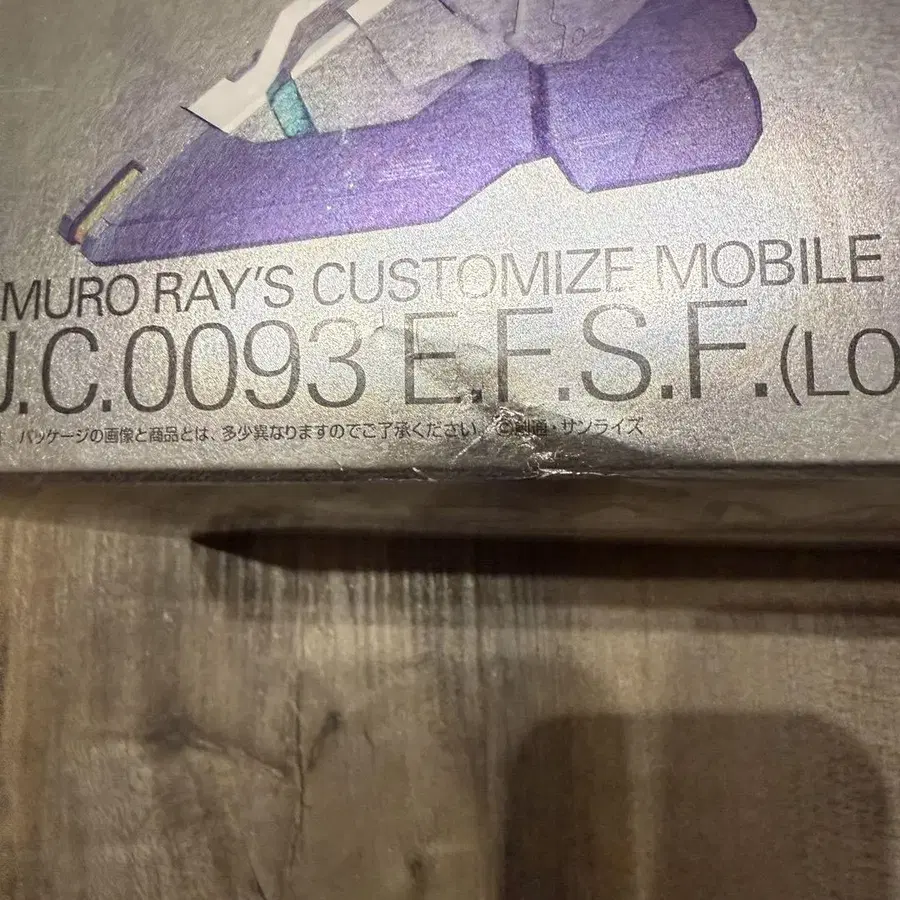 MURO RAY'S CUSTOMIZE MOBILE
.C.0093 E.F.S.F.(LO
パッケージの画像と商品とは、多少異なりますのでご了承ください。 ©創通・サンライズ